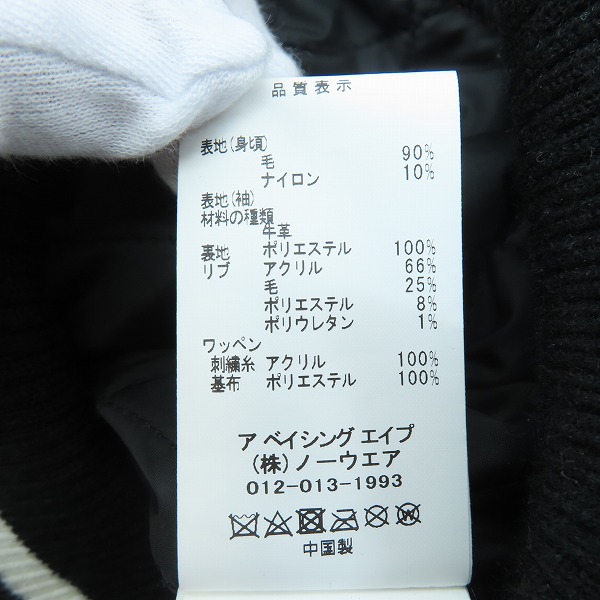 品質表示
表地(身頃)
毛 90%
ナイロン 10%
表地(袖)
材料の種類
牛革
裏地 ポリエステル 100%
リブ アクリル 66%
毛 25%
ポリエステル 8%
ポリウレタン 1%
ワッペン
刺繍糸 アクリル 100%
基布 ポリエステル 100%
ア ベイシング エイプ
(株)ノーウエア
012-013-1993
中国製